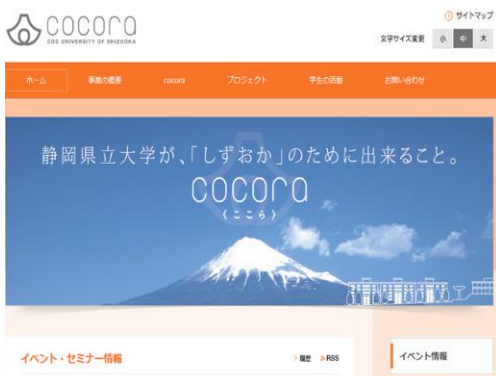 サイトマップ
cocora
COC UNIVERSITY OF SHIZUOKA
文字サイズ変更 小 中 大
ホーム 事業の概要 cocora プロジェクト 学生の活動 お問い合わせ
静岡県立大学が、「しずおか」のために出来ること。
cocora
〈ここら〉
イベント・セミナー情報 履歴 RSS
イベント情報